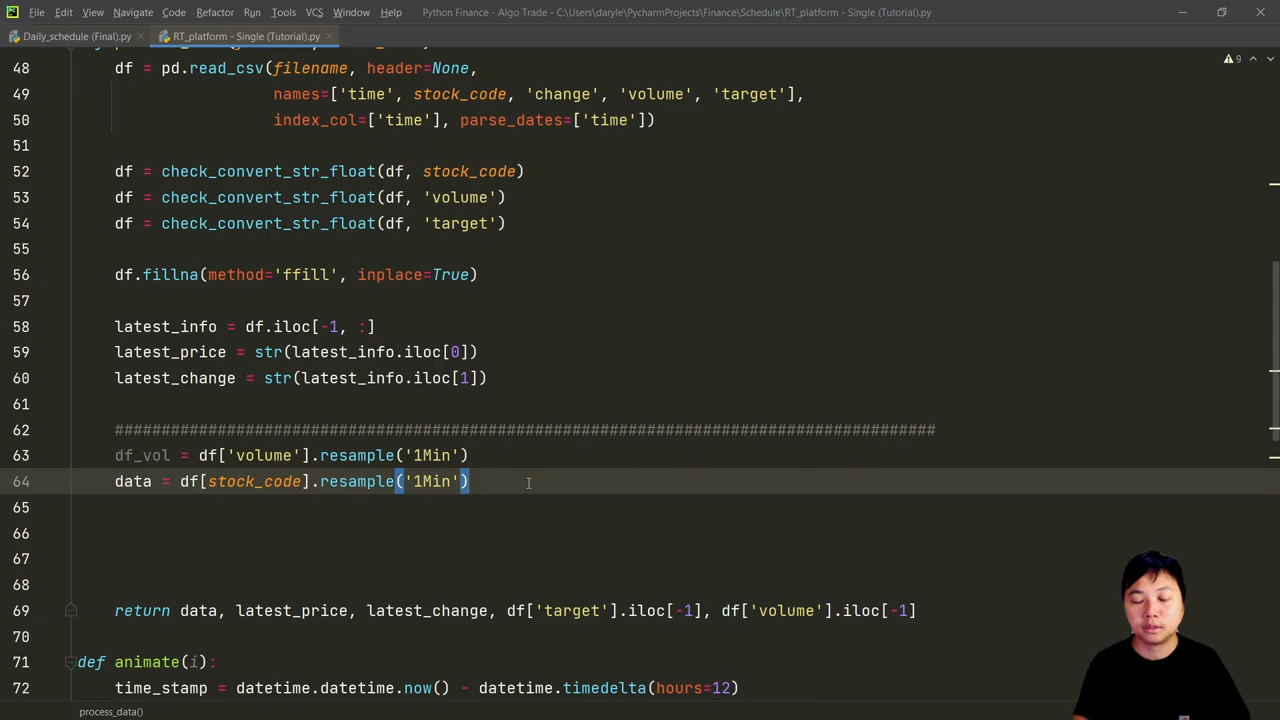 File Edit View Navigate Code Refactor Run Tools VCS Window Help Python Finance - Algo Trade - C:\Users\daryle\PycharmProjects\Finance\Schedule\RT_platform - Single (Tutorial).py
Daily_schedule (Final).py RT_platform - Single (Tutorial).py
9
48 df = pd.read_csv(filename, header=None,
49 names=['time', stock_code, 'change', 'volume', 'target'],
50 index_col=['time'], parse_dates=['time'])
51
52 df = check_convert_str_float(df, stock_code)
53 df = check_convert_str_float(df, 'volume')
54 df = check_convert_str_float(df, 'target')
55
56 df.fillna(method='ffill', inplace=True)
57
58 latest_info = df.iloc[-1, :]
59 latest_price = str(latest_info.iloc[0])
60 latest_change = str(latest_info.iloc[1])
61
62 ########################################################################################
63 df_vol = df['volume'].resample('1Min')
64 data = df[stock_code].resample('1Min')
65
66
67
68
69 return data, latest_price, latest_change, df['target'].iloc[-1], df['volume'].iloc[-1]
70
71 def animate(i):
72 time_stamp = datetime.datetime.now() - datetime.timedelta(hours=12)
process_data()